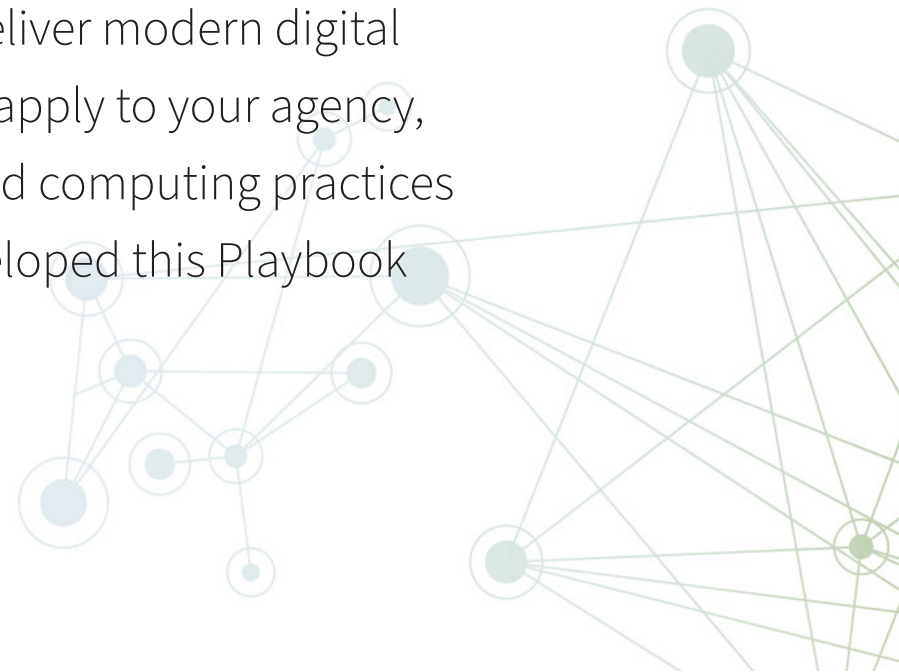 eliver modern digital
apply to your agency,
d computing practices
eloped this Playbook